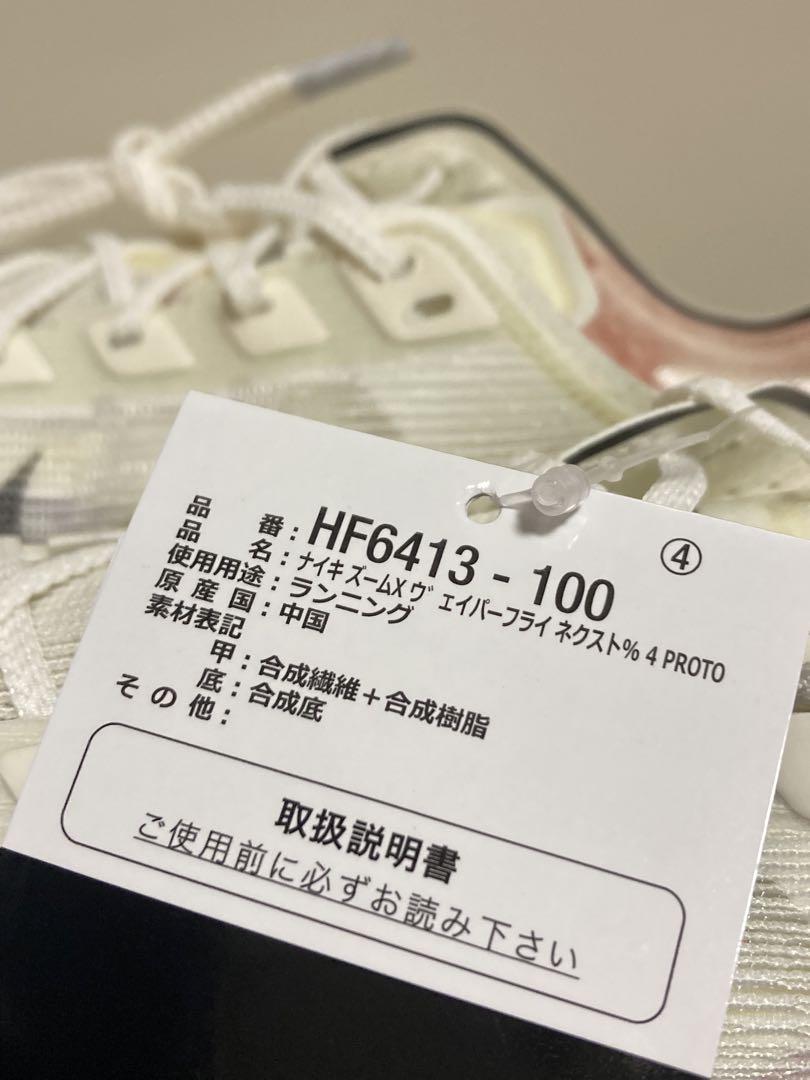 ④
品番：HF6413 - 100
品名：ナイキ ズームX ヴェイパーフライ ネクスト% 4 PROTO
使用用途：ランニング
原産国：中国
素材表記
甲：合成繊維＋合成樹脂
底：合成底
その他：
取扱説明書
ご使用前に必ずお読み下さい